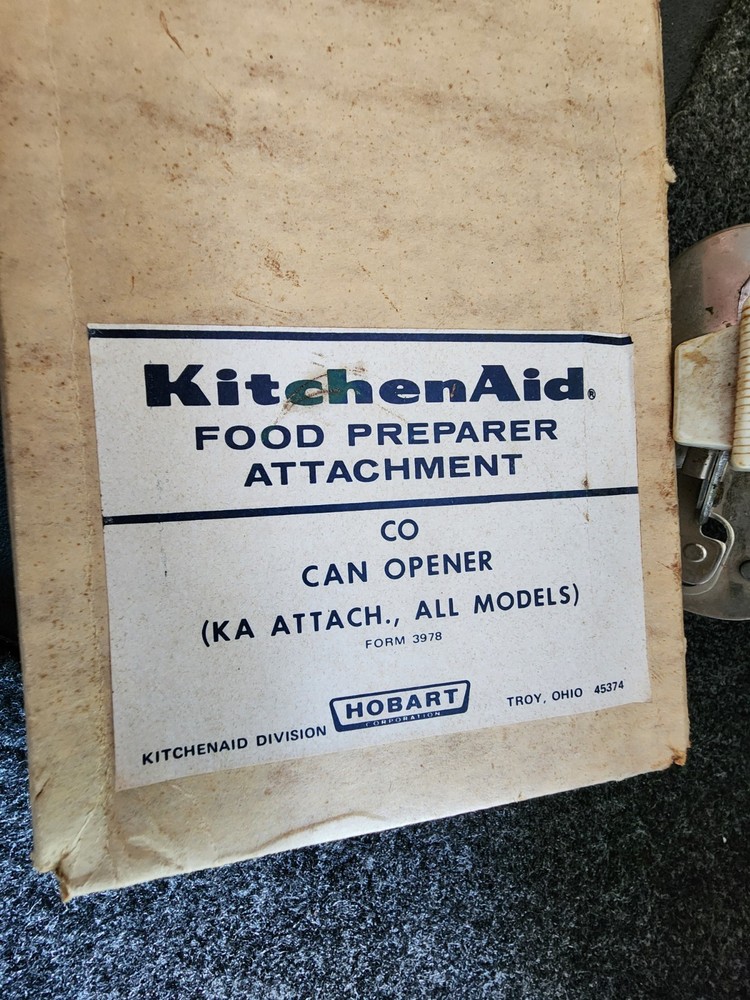 KitchenAid®
FOOD PREPARER
ATTACHMENT
CO
CAN OPENER
(KA ATTACH., ALL MODELS)
FORM 3978
HOBART
CORPORATION
KITCHENAID DIVISION
TROY, OHIO 45374